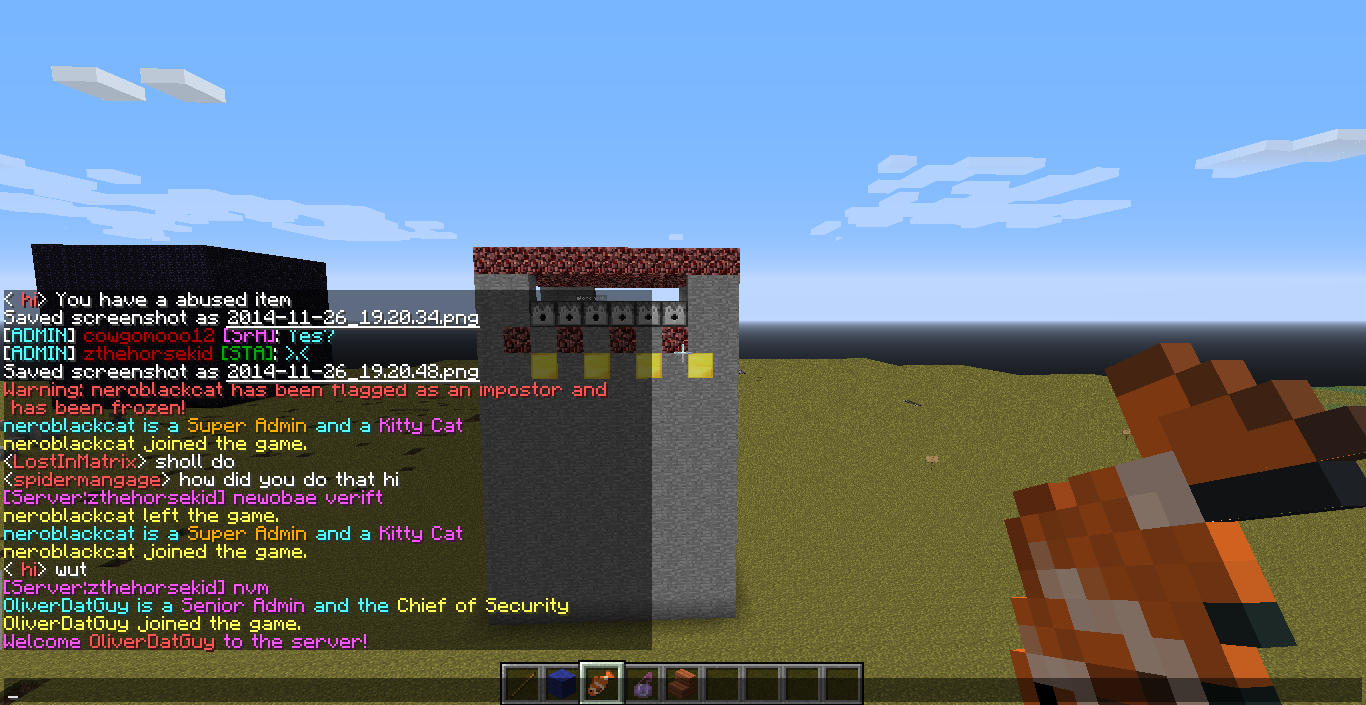 < hi> You have a abused item
Saved screenshot as 2014-11-26_19.20.34.png
[ADMIN] cowgomooo12 [SrA]: Yes?
[ADMIN] zthehorsekid [STA]: >.<
Saved screenshot as 2014-11-26_19.20.48.png
Warning: neroblackcat has been flagged as an impostor and
has been frozen!
neroblackcat is a Super Admin and a Kitty Cat
neroblackcat joined the game.
<LostInMatrix> sholl do
<spidermangage> how did you do that hi
[Server:zthehorsekid] newobae verift
neroblackcat left the game.
neroblackcat is a Super Admin and a Kitty Cat
neroblackcat joined the game.
< hi> wut
[Server:zthehorsekid] nvm
OliverDatGuy is a Senior Admin and the Chief of Security
OliverDatGuy joined the game.
Welcome OliverDatGuy to the server!
_